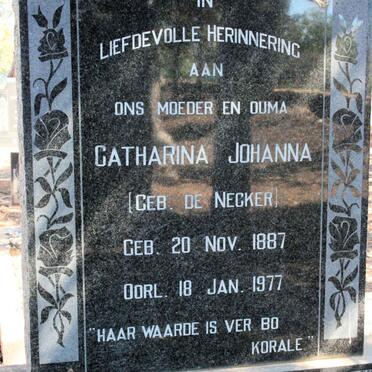 IN
LIEFDEVOLLE HERINNERING
AAN
ONS MOEDER EN OUMA
CATHARINA JOHANNA
[GEB. DE NECKER]
GEB. 20 NOV. 1887
OORL. 18 JAN. 1977
"HAAR WAARDE IS VER BO
KORALE."